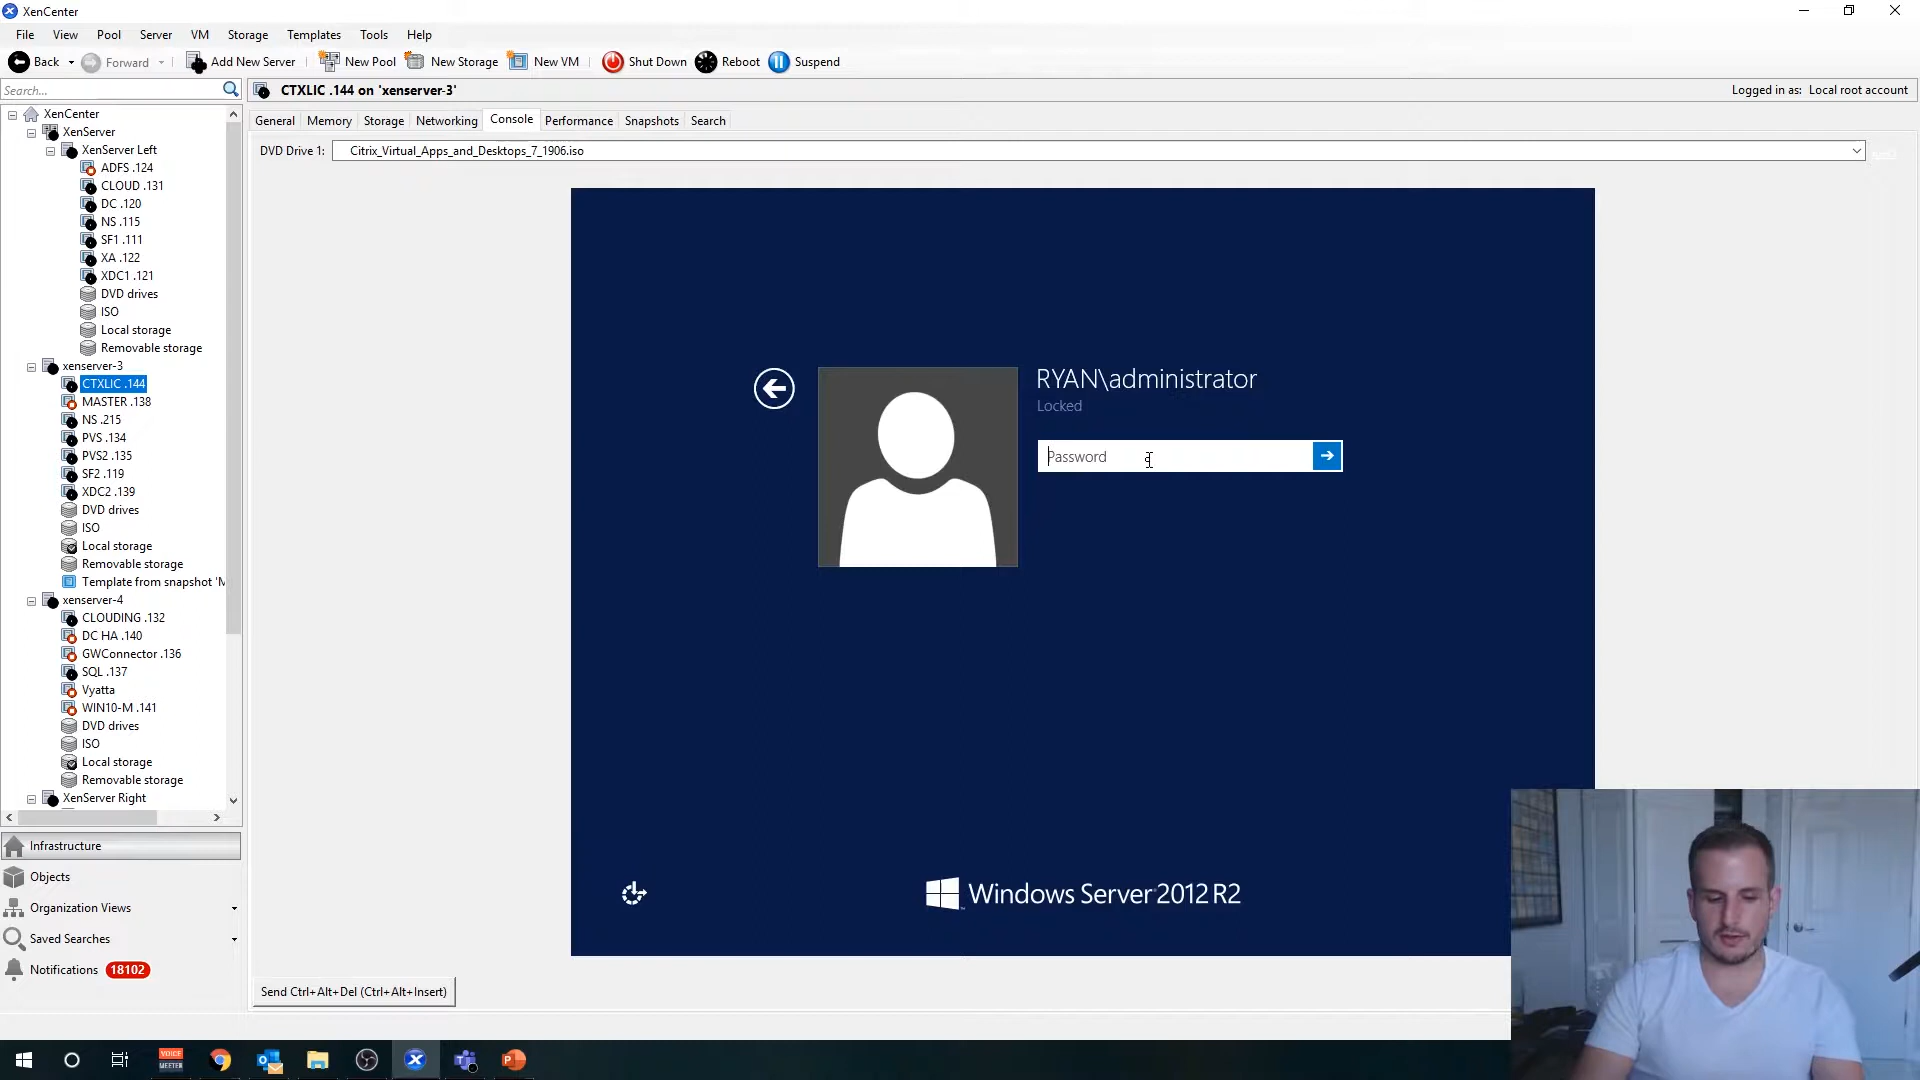 XenCenter
File View Pool Server VM Storage Templates Tools Help
Back Forward Add New Server New Pool New Storage New VM Shut Down Reboot Suspend
Search...
CTXLIC .144 on 'xenserver-3'
Logged in as: Local root account
General Memory Storage Networking Console Performance Snapshots Search
DVD Drive 1: Citrix_Virtual_Apps_and_Desktops_7_1906.iso
XenCenter
XenServer
XenServer Left
ADFS .124
CLOUD .131
DC .120
NS .115
SF1 .111
XA .122
XDC1 .121
DVD drives
ISO
Local storage
Removable storage
xenserver-3
CTXLIC .144
MASTER .138
NS .215
PVS .134
PVS2 .135
SF2 .119
XDC2 .139
DVD drives
ISO
Local storage
Removable storage
Template from snapshot 'M
xenserver-4
CLOUDING .132
DC HA .140
GWConnector .136
SQL .137
Vyatta
WIN10-M .141
DVD drives
ISO
Local storage
Removable storage
XenServer Right
Infrastructure
Objects
Organization Views
Saved Searches
Notifications 18102
RYAN\administrator
Locked
Password
Windows Server 2012 R2
Send Ctrl+Alt+Del (Ctrl+Alt+Insert)
VOICE
MEETER